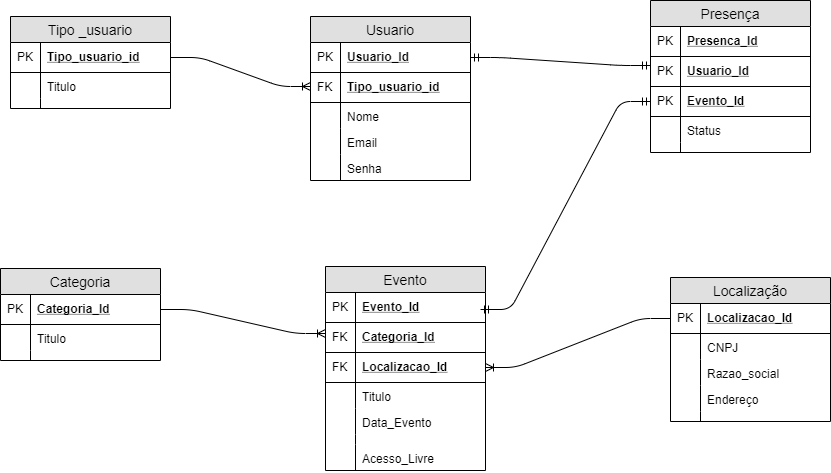 Tipo _usuario
PK Tipo_usuario_id
Titulo
Usuario
PK Usuario_Id
FK Tipo_usuario_id
Nome
Email
Senha
Presença
PK Presenca_Id
PK Usuario_Id
PK Evento_Id
Status
Categoria
PK Categoria_Id
Titulo
Evento
PK Evento_Id
FK Categoria_Id
FK Localizacao_Id
Titulo
Data_Evento
Acesso_Livre
Localização
PK Localizacao_Id
CNPJ
Razao_social
Endereço